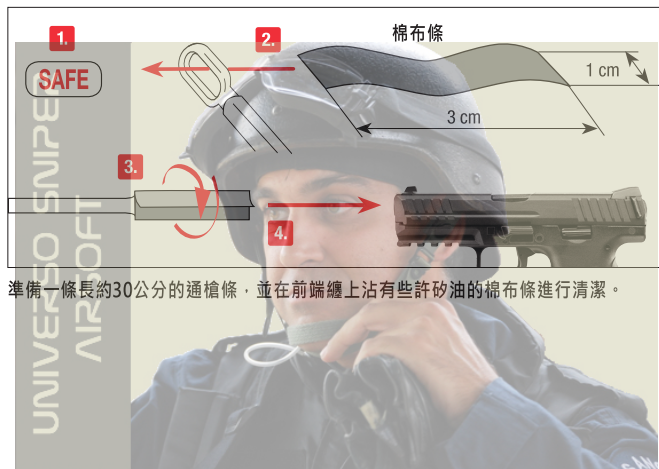 1.
2.
棉布條
SAFE
1 cm
3 cm
3.
4.
準備一條長約30公分的通槍條，並在前端纏上沾有些許矽油的棉布條進行清潔。
UNIVERSO SNIPER
AIRSOFT